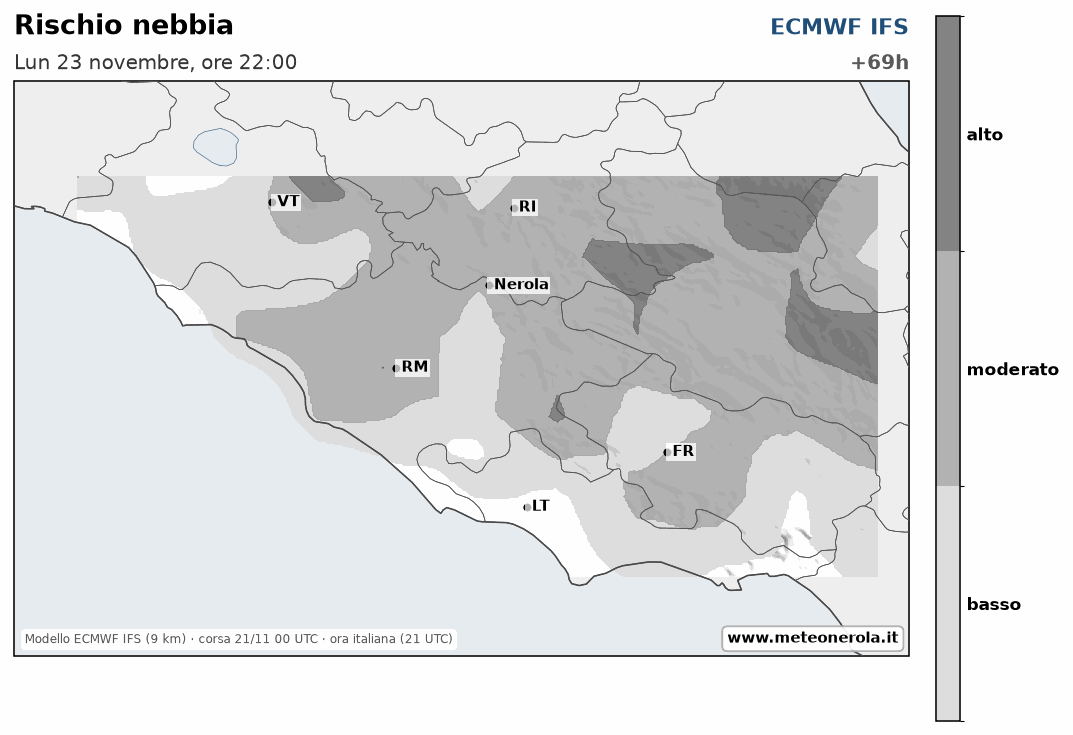 Rischio nebbia
ECMWF IFS
Lun 23 novembre, ore 22:00
+69h
alto
moderato
basso
VT
RI
Nerola
RM
FR
LT
Modello ECMWF IFS (9 km) · corsa 21/11 00 UTC · ora italiana (21 UTC)
www.meteonerola.it